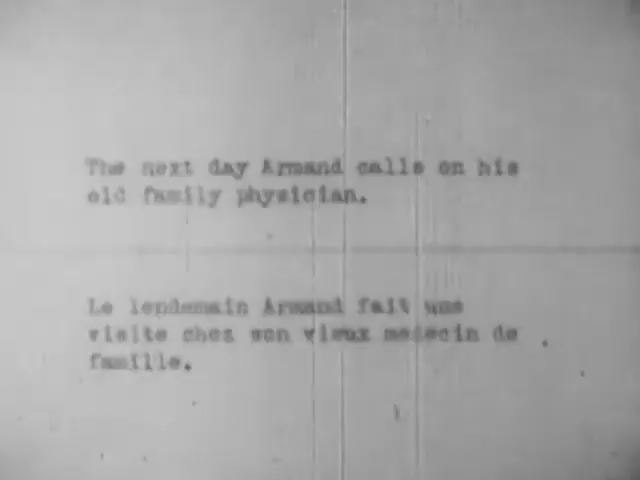 The next day Armand calls on his
old family physician.
Le lendemain Armand fait une
visite chez son vieux medecin de
famille.